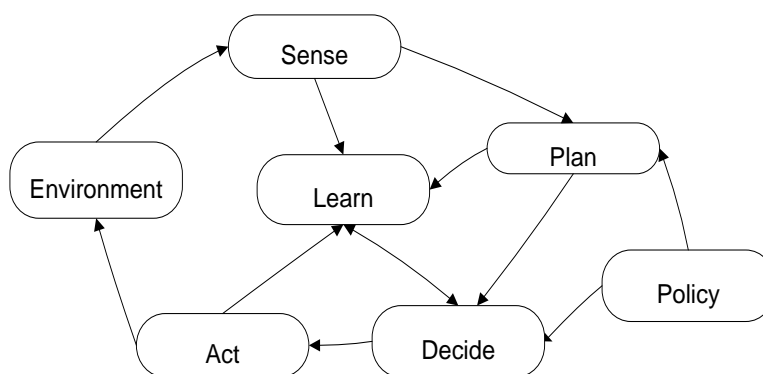 Sense
Plan
Environment
Learn
Policy
Act
Decide